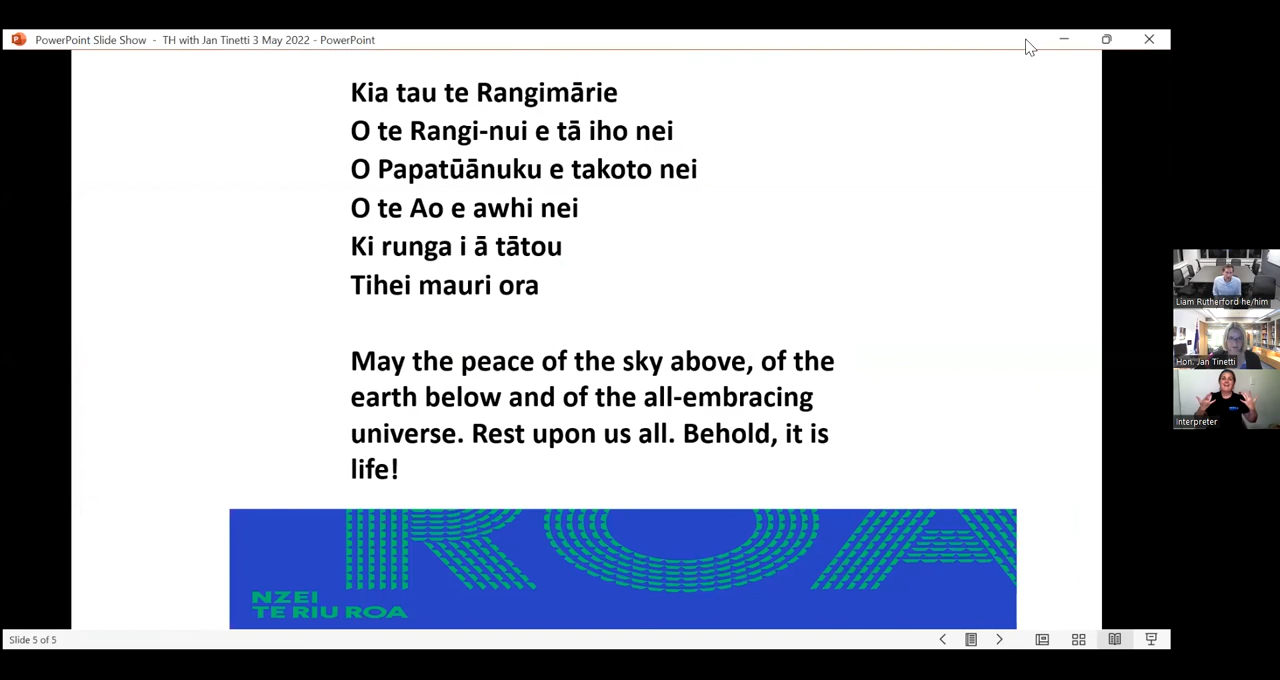 PowerPoint Slide Show - TH with Jan Tinetti 3 May 2022 - PowerPoint
Kia tau te Rangimārie
O te Rangi-nui e tā iho nei
O Papatūānuku e takoto nei
O te Ao e awhi nei
Ki runga i ā tātou
Tihei mauri ora
May the peace of the sky above, of the
earth below and of the all-embracing
universe. Rest upon us all. Behold, it is
life!
ROA
NZEI
TE RIU ROA
Liam Rutherford he/him
Hon. Jan Tinetti
interpreter
Slide 5 of 5